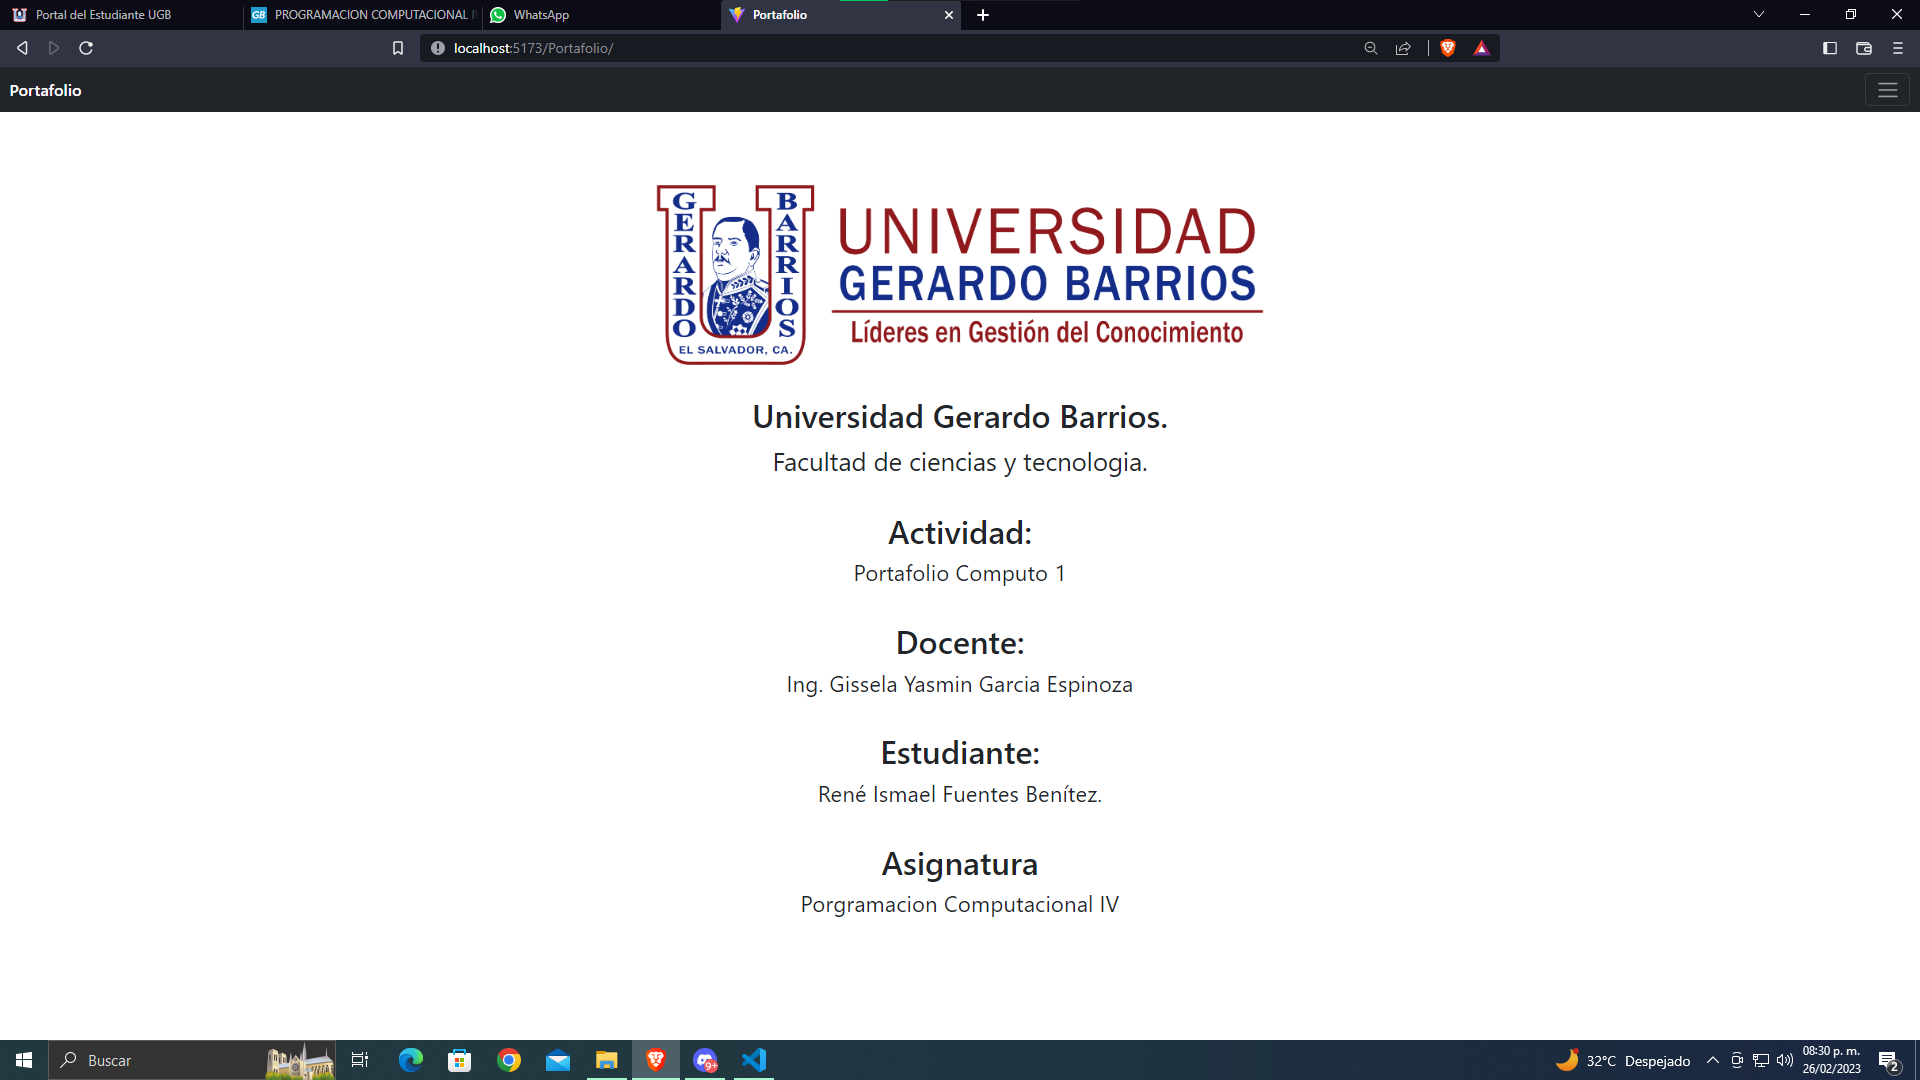 Portal del Estudiante UGB
GB PROGRAMACION COMPUTACIONAL IV
WhatsApp
Portafolio
localhost:5173/Portafolio/
Portafolio
GERARDO BARRIOS
EL SALVADOR, CA.
UNIVERSIDAD
GERARDO BARRIOS
Líderes en Gestión del Conocimiento
Universidad Gerardo Barrios.
Facultad de ciencias y tecnologia.
Actividad:
Portafolio Computo 1
Docente:
Ing. Gissela Yasmin Garcia Espinoza
Estudiante:
René Ismael Fuentes Benítez.
Asignatura
Porgramacion Computacional IV
Buscar
9+
32°C Despejado
08:30 p. m.
26/02/2023
2